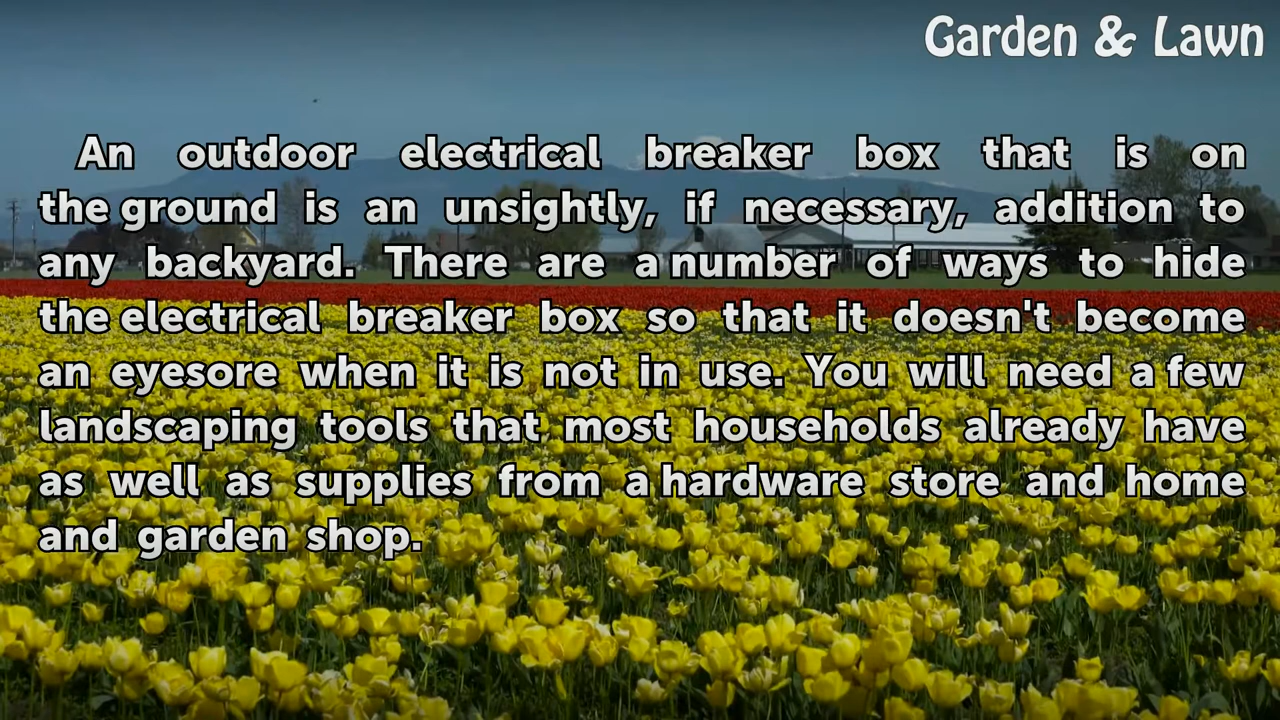 Garden & Lawn
An outdoor electrical breaker box that is on
the ground is an unsightly, if necessary, addition to
any backyard. There are a number of ways to hide
the electrical breaker box so that it doesn't become
an eyesore when it is not in use. You will need a few
landscaping tools that most households already have
as well as supplies from a hardware store and home
and garden shop.